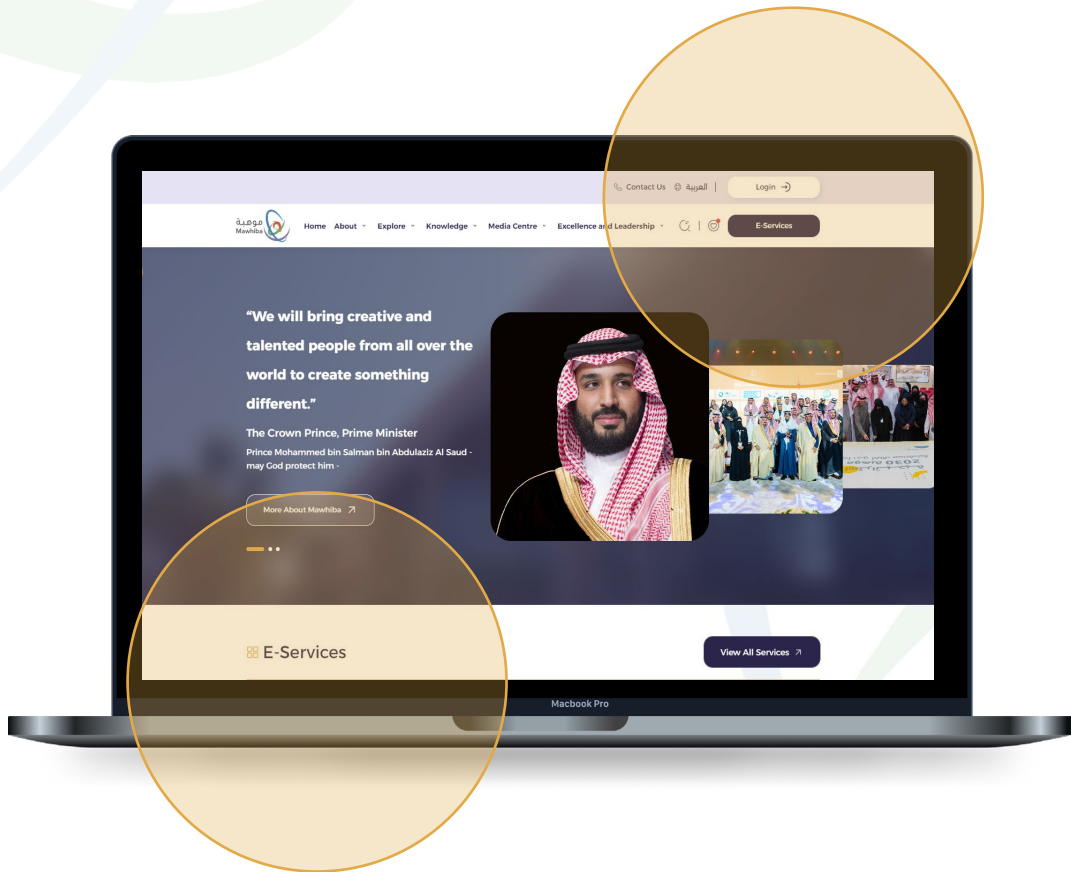 Contact Us العربية Login
موهبة
Mawhiba
Home About Explore Knowledge Media Centre Excellence and Leadership E-Services
“We will bring creative and
talented people from all over the
world to create something
different.”
The Crown Prince, Prime Minister
Prince Mohammed bin Salman bin Abdulaziz Al Saud -
may God protect him -
More About Mawhiba
2030
E-Services
View All Services
Macbook Pro